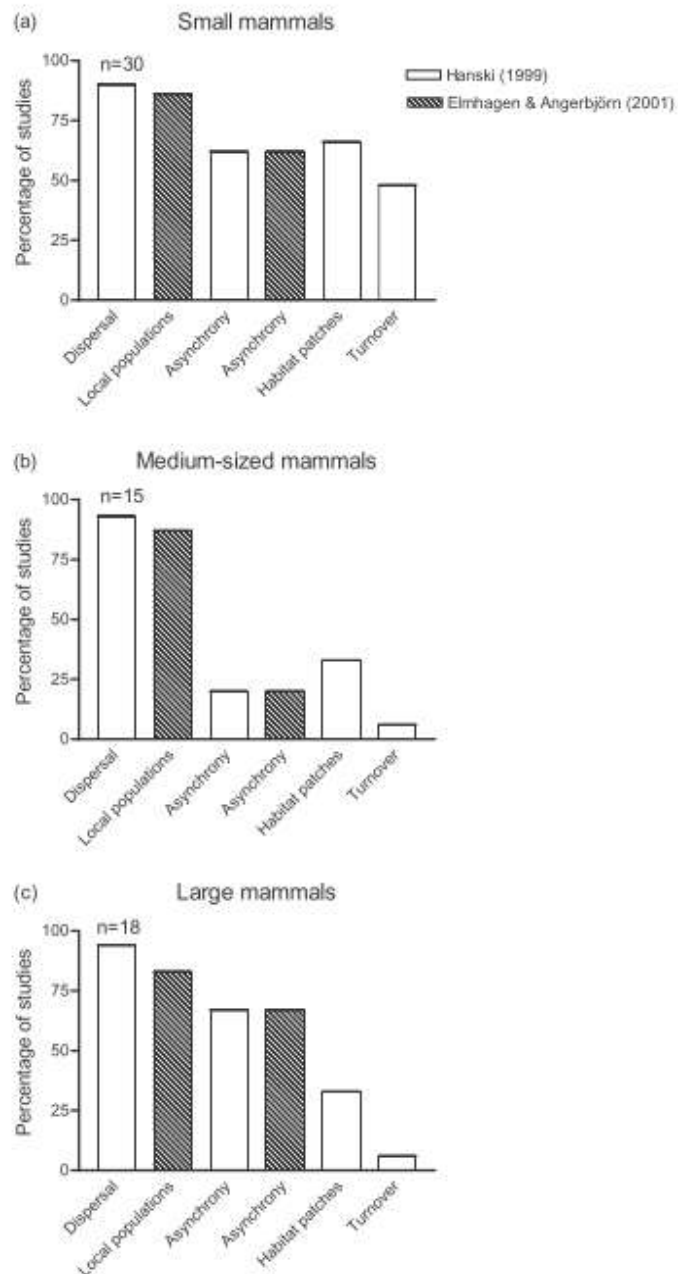 (a) Small mammals
n=30
Hanski (1999)
Elmhagen & Angerbjörn (2001)
Percentage of studies
100
75
50
25
0
Dispersal
Local populations
Asynchrony
Asynchrony
Habitat patches
Turnover
(b) Medium-sized mammals
n=15
Percentage of studies
100
75
50
25
0
Dispersal
Local populations
Asynchrony
Asynchrony
Habitat patches
Turnover
(c) Large mammals
n=18
Percentage of studies
100
75
50
25
0
Dispersal
Local populations
Asynchrony
Asynchrony
Habitat patches
Turnover